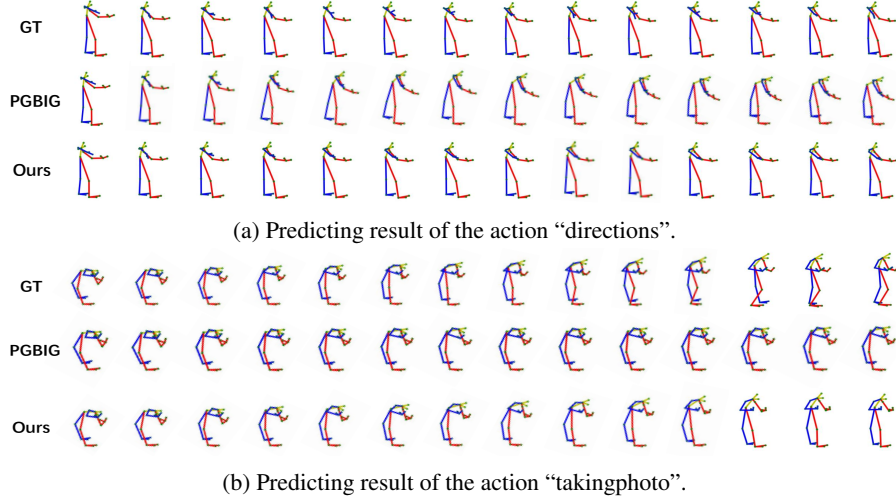 GT
PGBIG
Ours
(a) Predicting result of the action “directions”.
GT
PGBIG
Ours
(b) Predicting result of the action “takingphoto”.